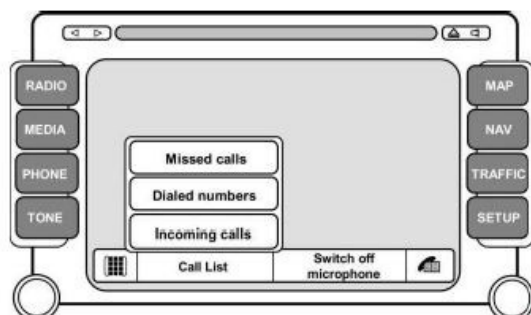 RADIO
MEDIA
PHONE
TONE
MAP
NAV
TRAFFIC
SETUP
Missed calls
Dialed numbers
Incoming calls
Call List
Switch off
microphone